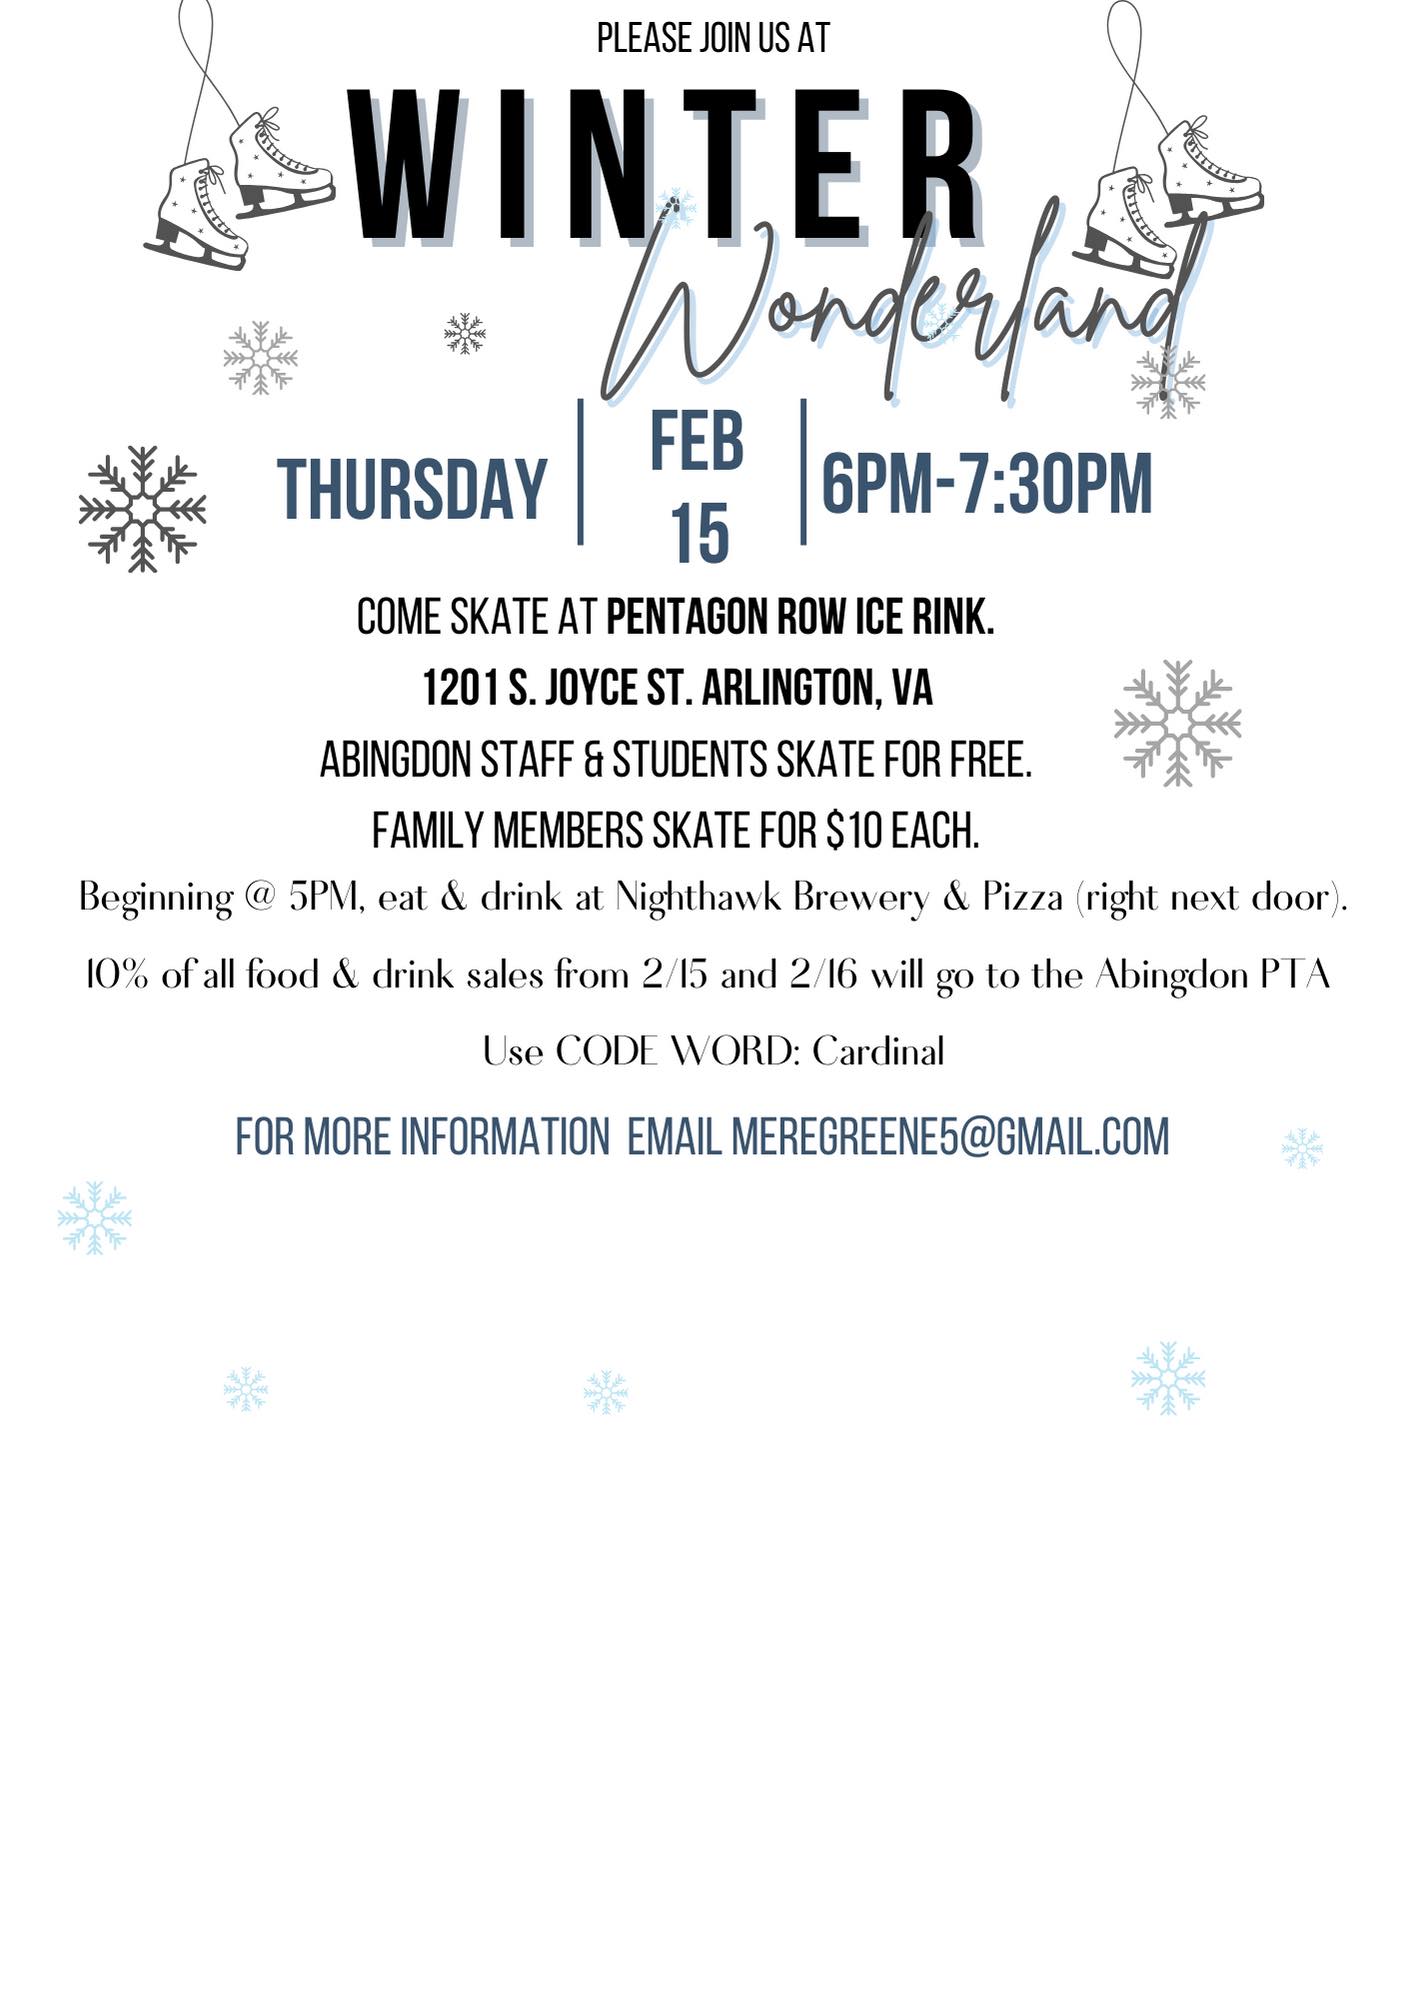 PLEASE JOIN US AT
WINTER
Wonderland
THURSDAY
FEB
15
6PM-7:30PM
COME SKATE AT PENTAGON ROW ICE RINK.
1201 S. JOYCE ST. ARLINGTON, VA
ABINGDON STAFF & STUDENTS SKATE FOR FREE.
FAMILY MEMBERS SKATE FOR $10 EACH.
Beginning @ 5PM, eat & drink at Nighthawk Brewery & Pizza (right next door).
10% of all food & drink sales from 2/15 and 2/16 will go to the Abingdon PTA
Use CODE WORD: Cardinal
FOR MORE INFORMATION EMAIL MEREGREENE5@GMAIL.COM